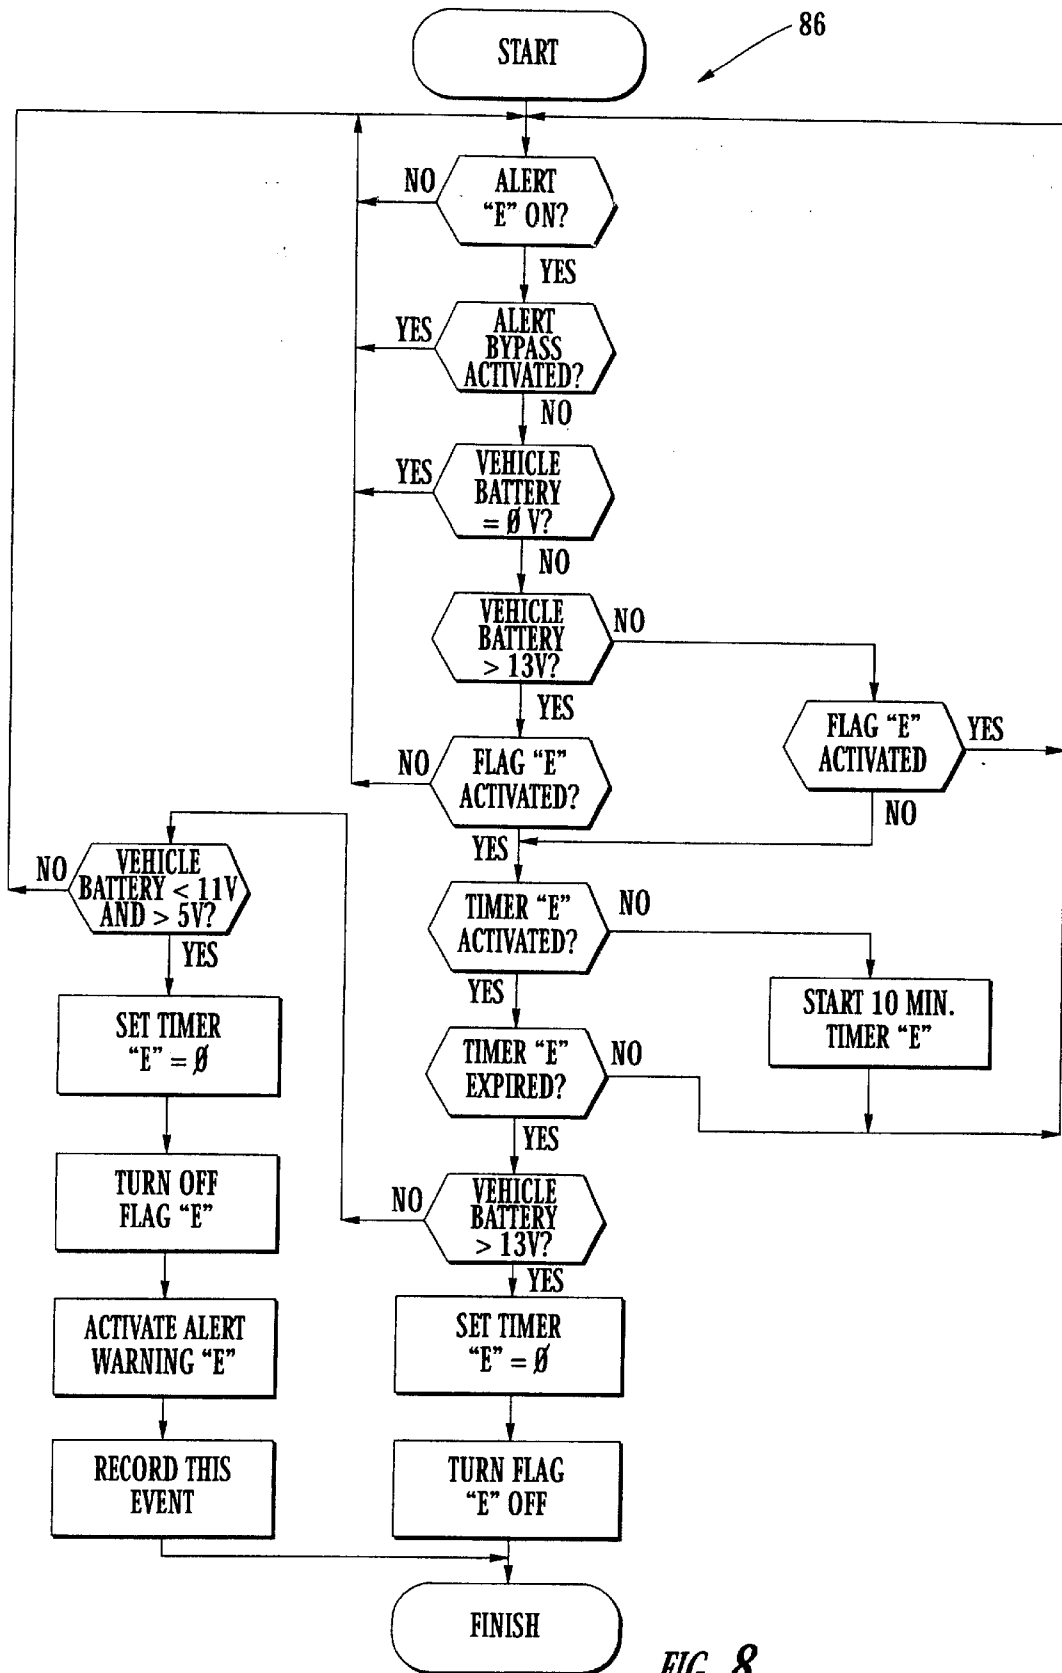 START
86
ALERT
"E" ON?
NO
YES
ALERT
BYPASS
ACTIVATED?
YES
NO
VEHICLE
BATTERY
= Ø V?
YES
NO
VEHICLE
BATTERY
> 13V?
NO
YES
FLAG "E"
ACTIVATED
YES
NO
FLAG "E"
ACTIVATED?
NO
YES
VEHICLE
BATTERY < 11V
AND > 5V?
NO
YES
TIMER "E"
ACTIVATED?
NO
YES
START 10 MIN.
TIMER "E"
SET TIMER
"E" = Ø
TIMER "E"
EXPIRED?
NO
YES
TURN OFF
FLAG "E"
VEHICLE
BATTERY
> 13V?
NO
YES
ACTIVATE ALERT
WARNING "E"
SET TIMER
"E" = Ø
RECORD THIS
EVENT
TURN FLAG
"E" OFF
FINISH
FIG. 8